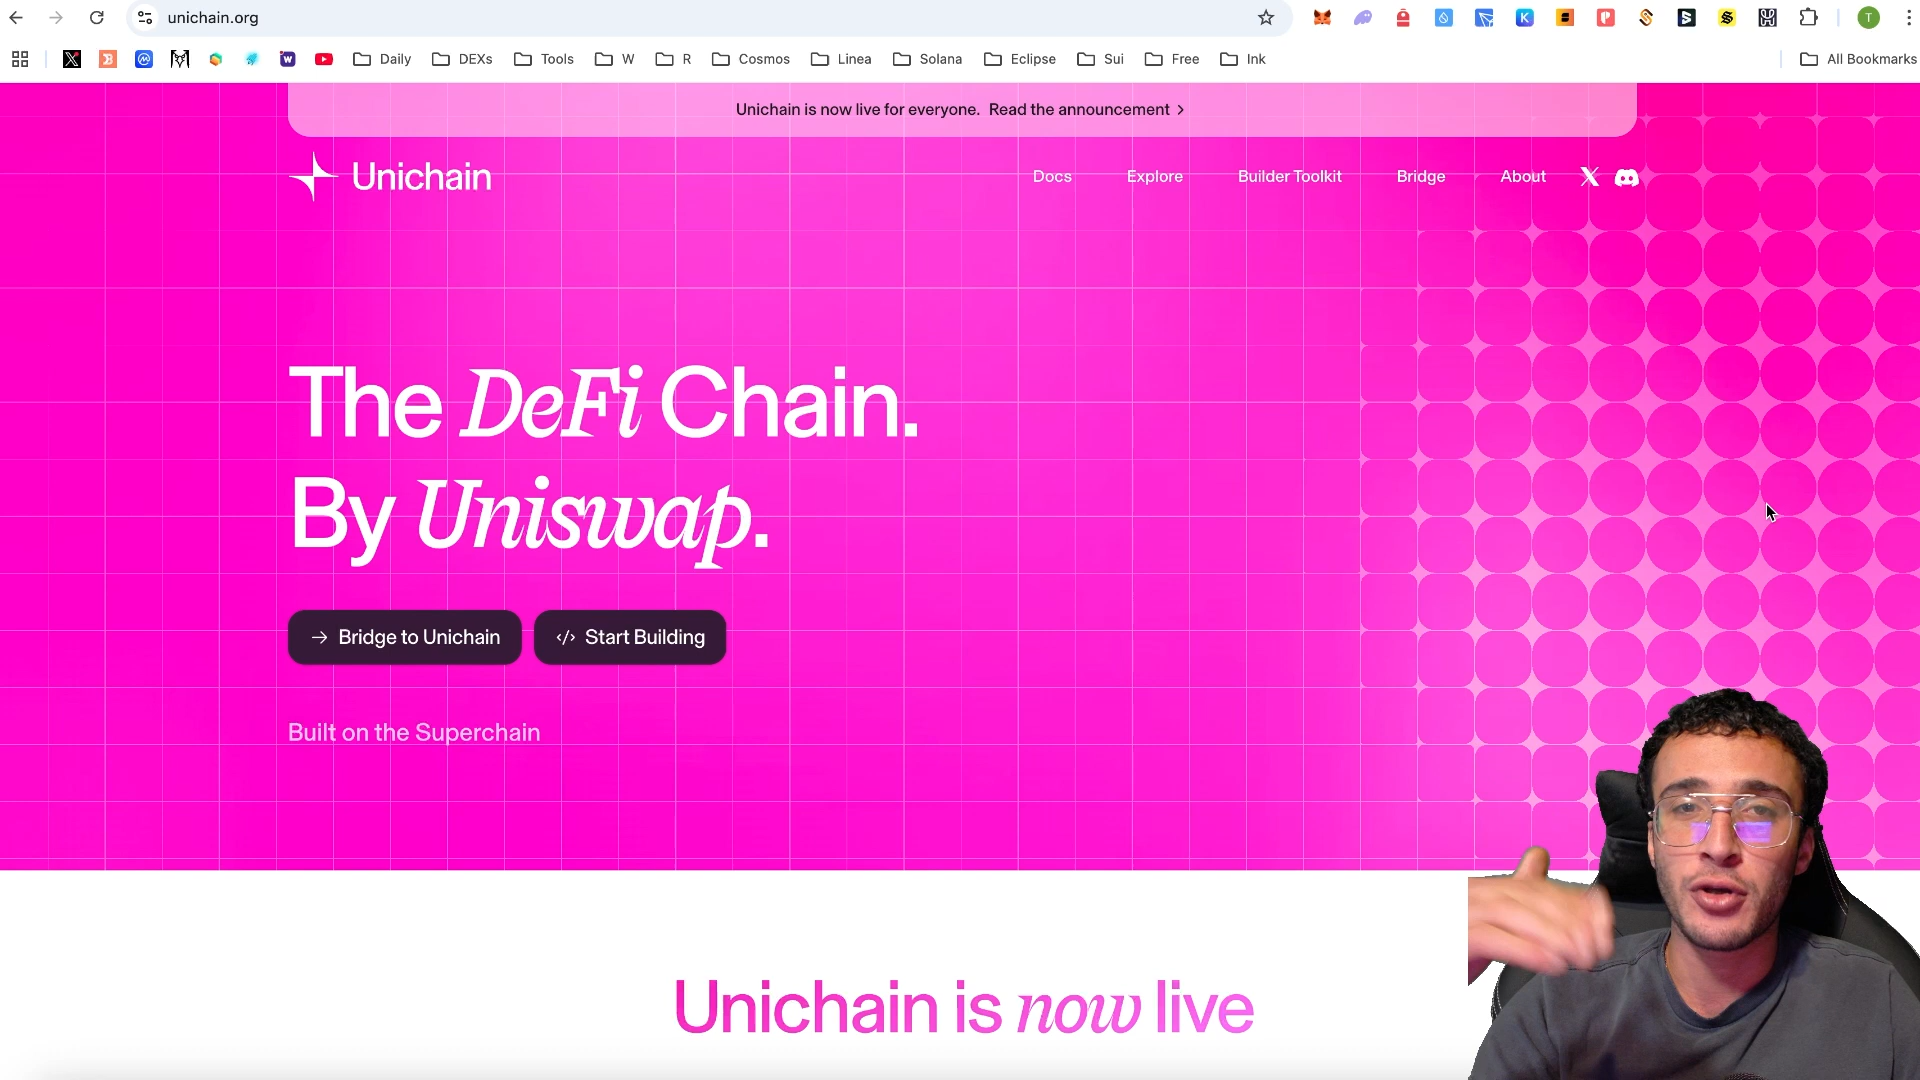 unichain.org
T
Daily
DEXs
Tools
W
R
Cosmos
Linea
Solana
Eclipse
Sui
Free
Ink
All Bookmarks
Unichain is now live for everyone. Read the announcement
Unichain
Docs
Explore
Builder Toolkit
Bridge
About
The DeFi Chain.
By Uniswap.
Bridge to Unichain
Start Building
Built on the Superchain
Unichain is now live